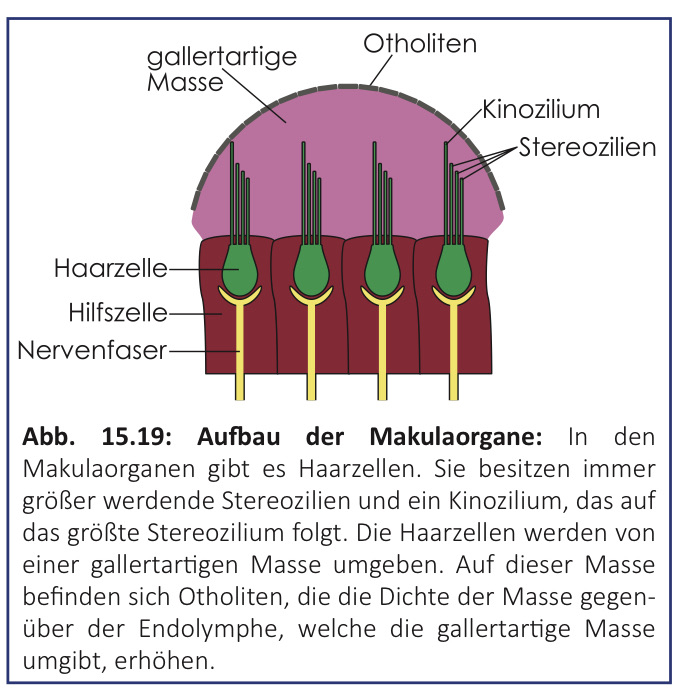 Otholiten
gallertartige
Masse
Kinozilium
Stereozilien
Haarzelle
Hilfszelle
Nervenfaser
Abb. 15.19: Aufbau der Makulaorgane: In den
Makulaorganen gibt es Haarzellen. Sie besitzen immer
größer werdende Stereozilien und ein Kinozilium, das auf
das größte Stereozilium folgt. Die Haarzellen werden von
einer gallertartigen Masse umgeben. Auf dieser Masse
befinden sich Otholiten, die die Dichte der Masse gegen-
über der Endolymphe, welche die gallertartige Masse
umgibt, erhöhen.